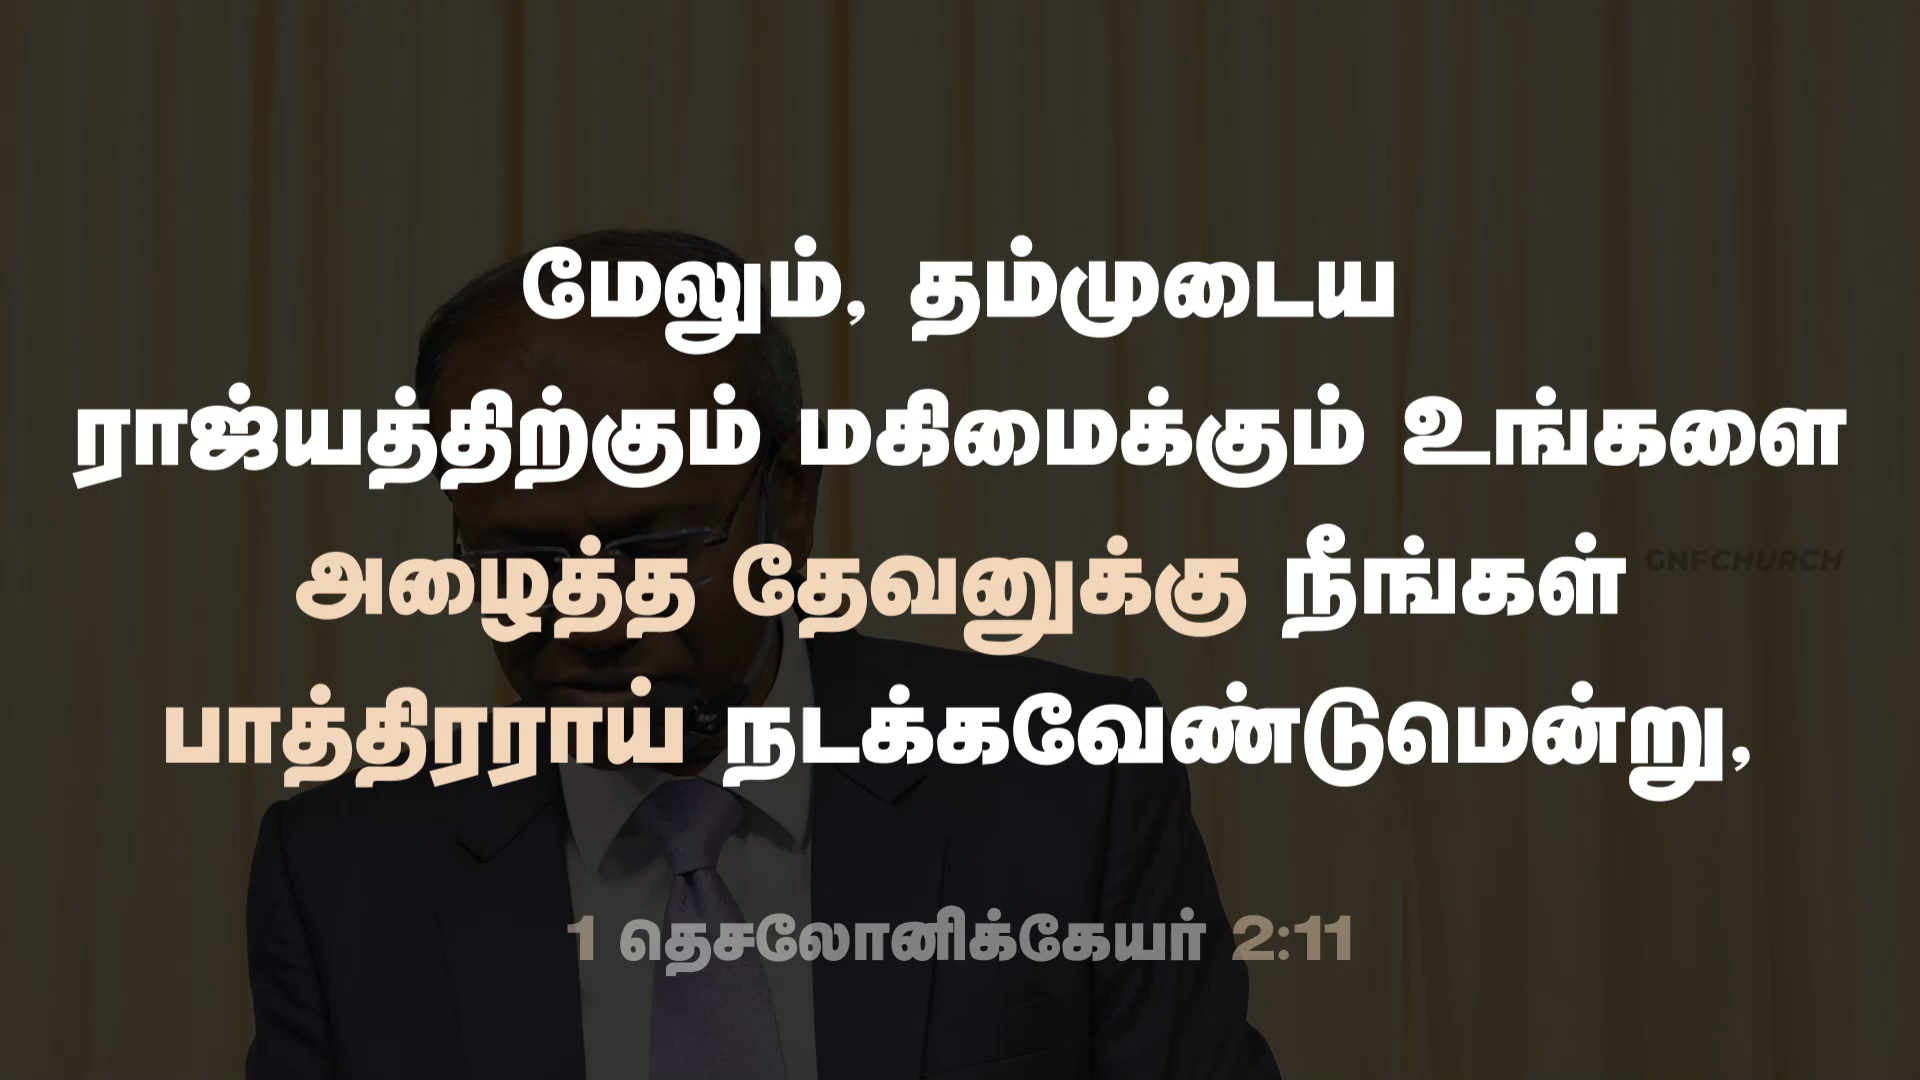 மேலும், தம்முடைய
ராஜ்யத்திற்கும் மகிமைக்கும் உங்களை
அழைத்த தேவனுக்கு நீங்கள்
GNFCHURCH
பாத்திரராய் நடக்கவேண்டுமென்று,
1 தெசலோனிக்கேயர் 2:11